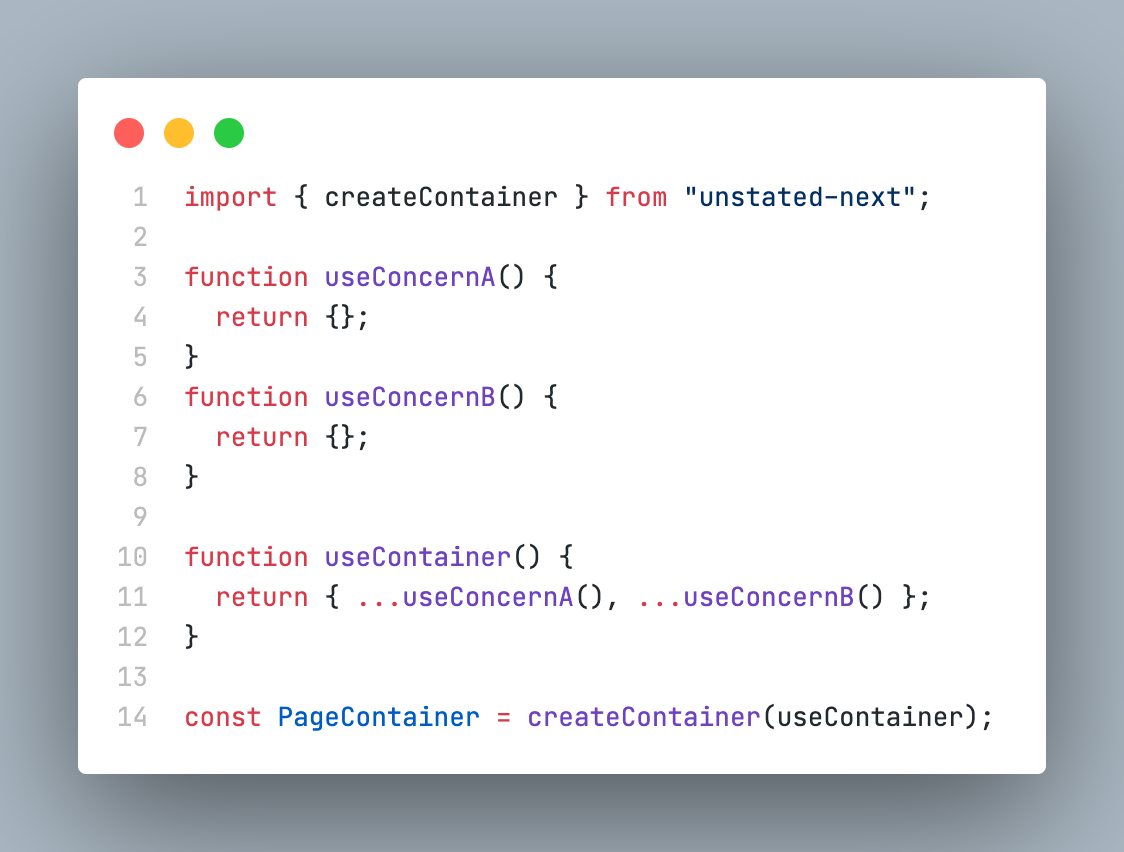 1 import { createContainer } from "unstated-next";
2
3 function useConcernA() {
4   return {};
5 }
6 function useConcernB() {
7   return {};
8 }
9
10 function useContainer() {
11   return { ...useConcernA(), ...useConcernB() };
12 }
13
14 const PageContainer = createContainer(useContainer);